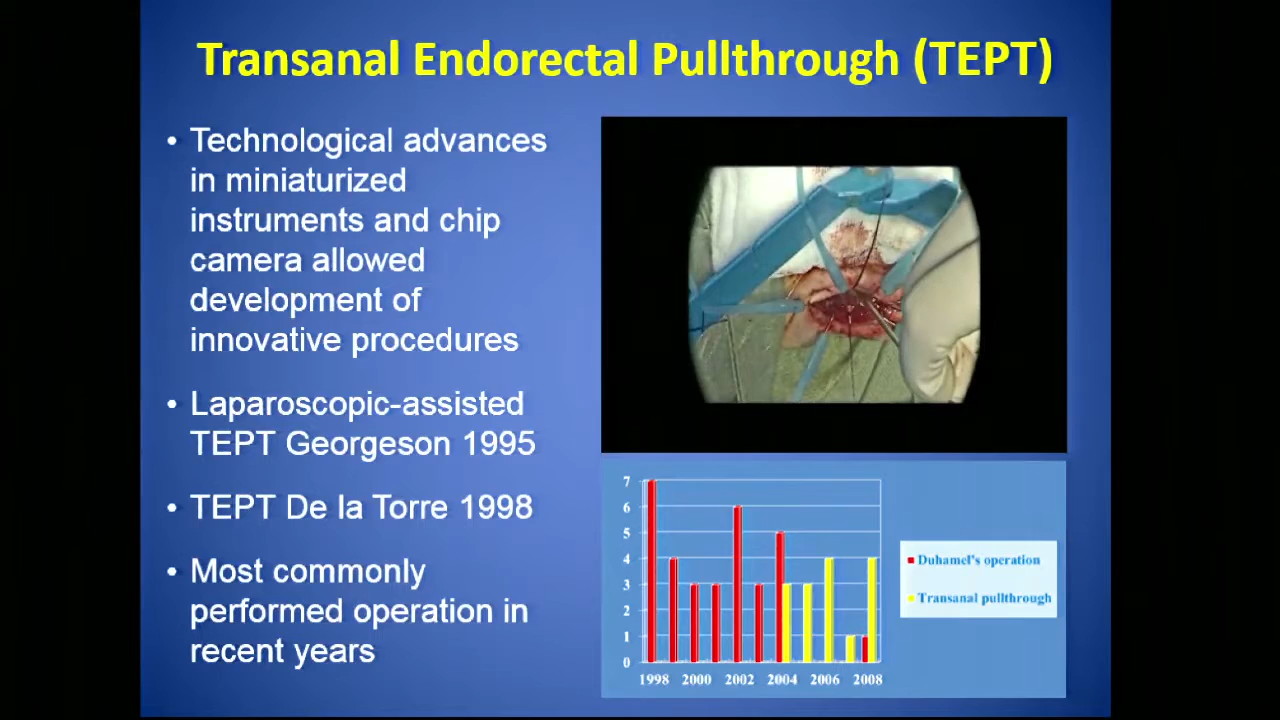 Transanal Endorectal Pullthrough (TEPT)
• Technological advances
in miniaturized
instruments and chip
camera allowed
development of
innovative procedures
• Laparoscopic-assisted
TEPT Georgeson 1995
• TEPT De la Torre 1998
• Most commonly
performed operation in
recent years
7
6
5
4
3
2
1
0
1998 2000 2002 2004 2006 2008
Duhamel's operation
Transanal pullthrough